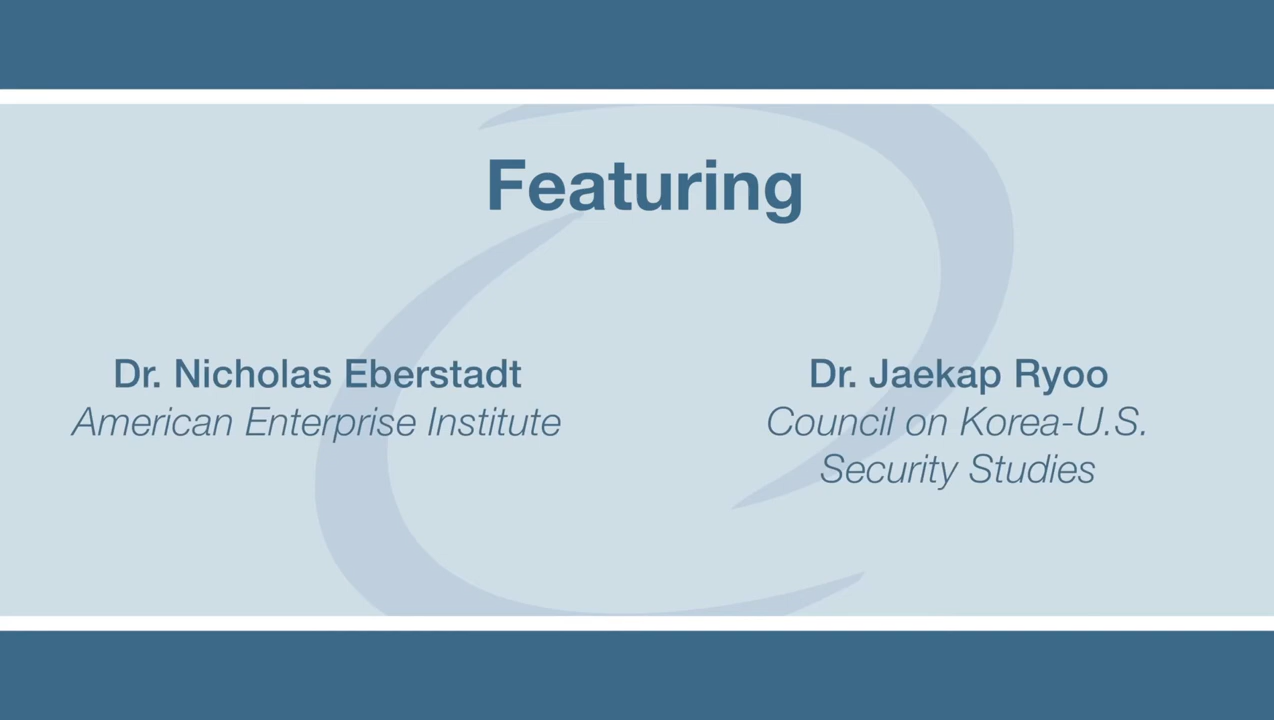 Featuring
Dr. Nicholas Eberstadt
American Enterprise Institute
Dr. Jaekap Ryoo
Council on Korea-U.S.
Security Studies